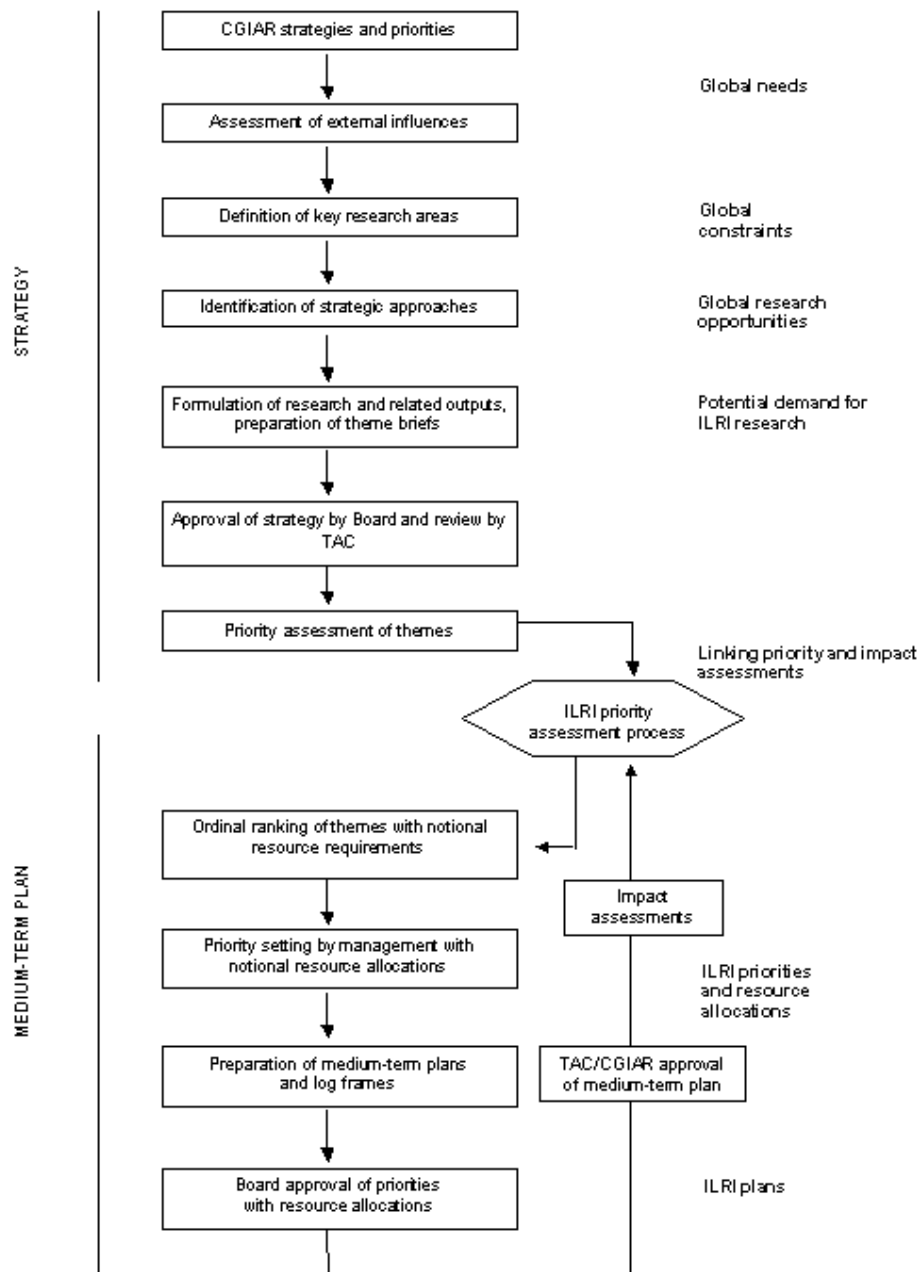 CGIAR strategies and priorities
Global needs
Assessment of external influences
Definition of key research areas
Global
constraints
STRATEGY
Identification of strategic approaches
Global research
opportunities
Formulation of research and related outputs,
preparation of theme briefs
Potential demand for
ILRI research
Approval of strategy by Board and review by
TAC
Priority assessment of themes
Linking priority and impact
assessments
ILRI priority
assessment process
MEDIUM-TERM PLAN
Ordinal ranking of themes with notional
resource requirements
Impact
assessments
Priority setting by management with
notional resource allocations
ILRI priorities
and resource
allocations
Preparation of medium-term plans
and log frames
TAC/CGIAR approval
of medium-term plan
Board approval of priorities
with resource allocations
ILRI plans